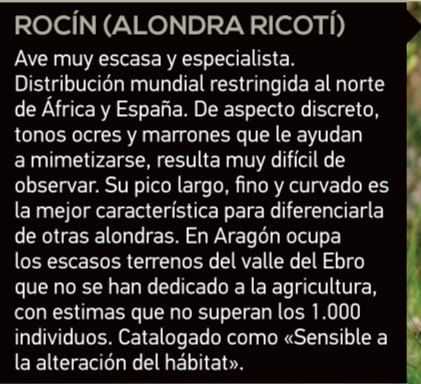 ROCÍN (ALONDRA RICOTÍ)
Ave muy escasa y especialista.
Distribución mundial restringida al norte
de África y España. De aspecto discreto,
tonos ocres y marrones que le ayudan
a mimetizarse, resulta muy difícil de
observar. Su pico largo, fino y curvado es
la mejor característica para diferenciarla
de otras alondras. En Aragón ocupa
los escasos terrenos del valle del Ebro
que no se han dedicado a la agricultura,
con estimas que no superan los 1.000
individuos. Catalogado como «Sensible a
la alteración del hábitat».